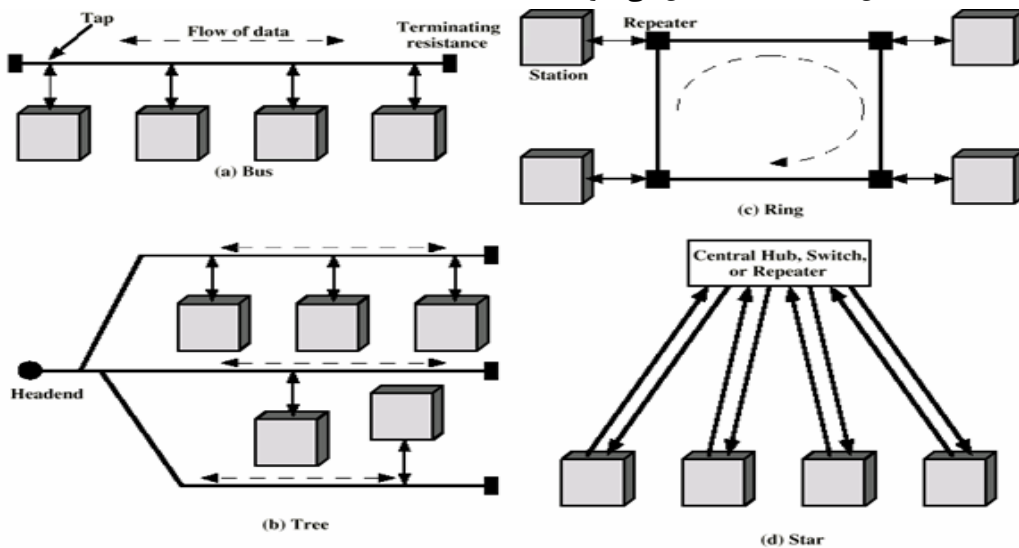 Tap
Flow of data
Terminating
resistance
(a) Bus
Repeater
Station
(c) Ring
Headend
(b) Tree
Central Hub, Switch,
or Repeater
(d) Star